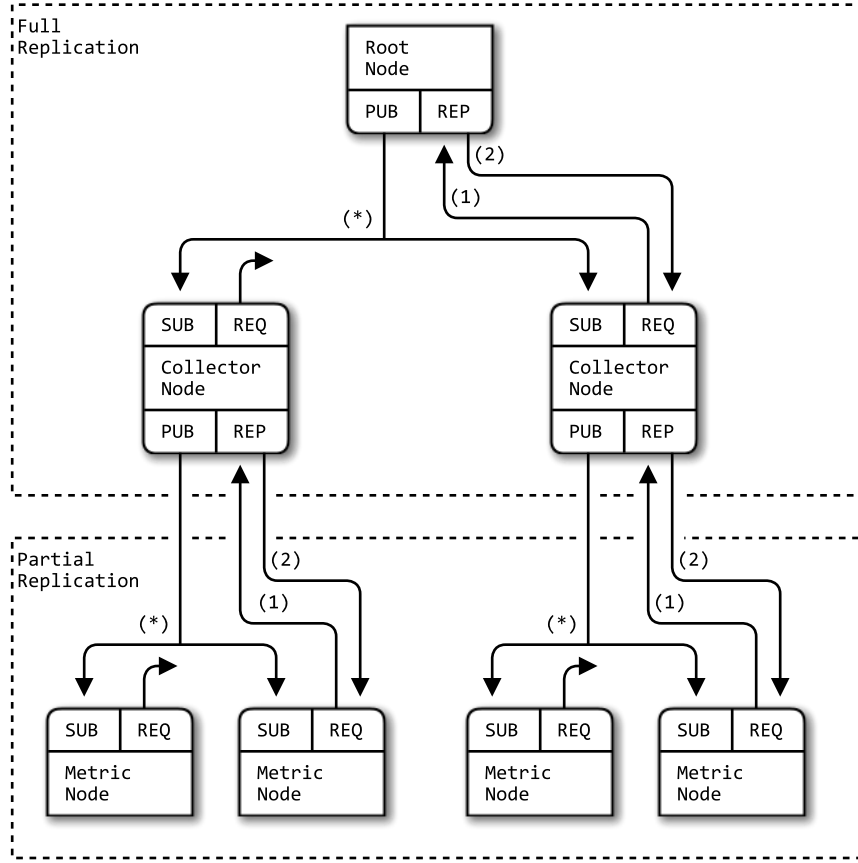 Full
Replication
Root
Node
PUB REP
(2)
(1)
(*)
SUB REQ
Collector
Node
PUB REP
SUB REQ
Collector
Node
PUB REP
Partial
Replication
(2)
(1)
(*)
(2)
(1)
(*)
SUB REQ
Metric
Node
SUB REQ
Metric
Node
SUB REQ
Metric
Node
SUB REQ
Metric
Node